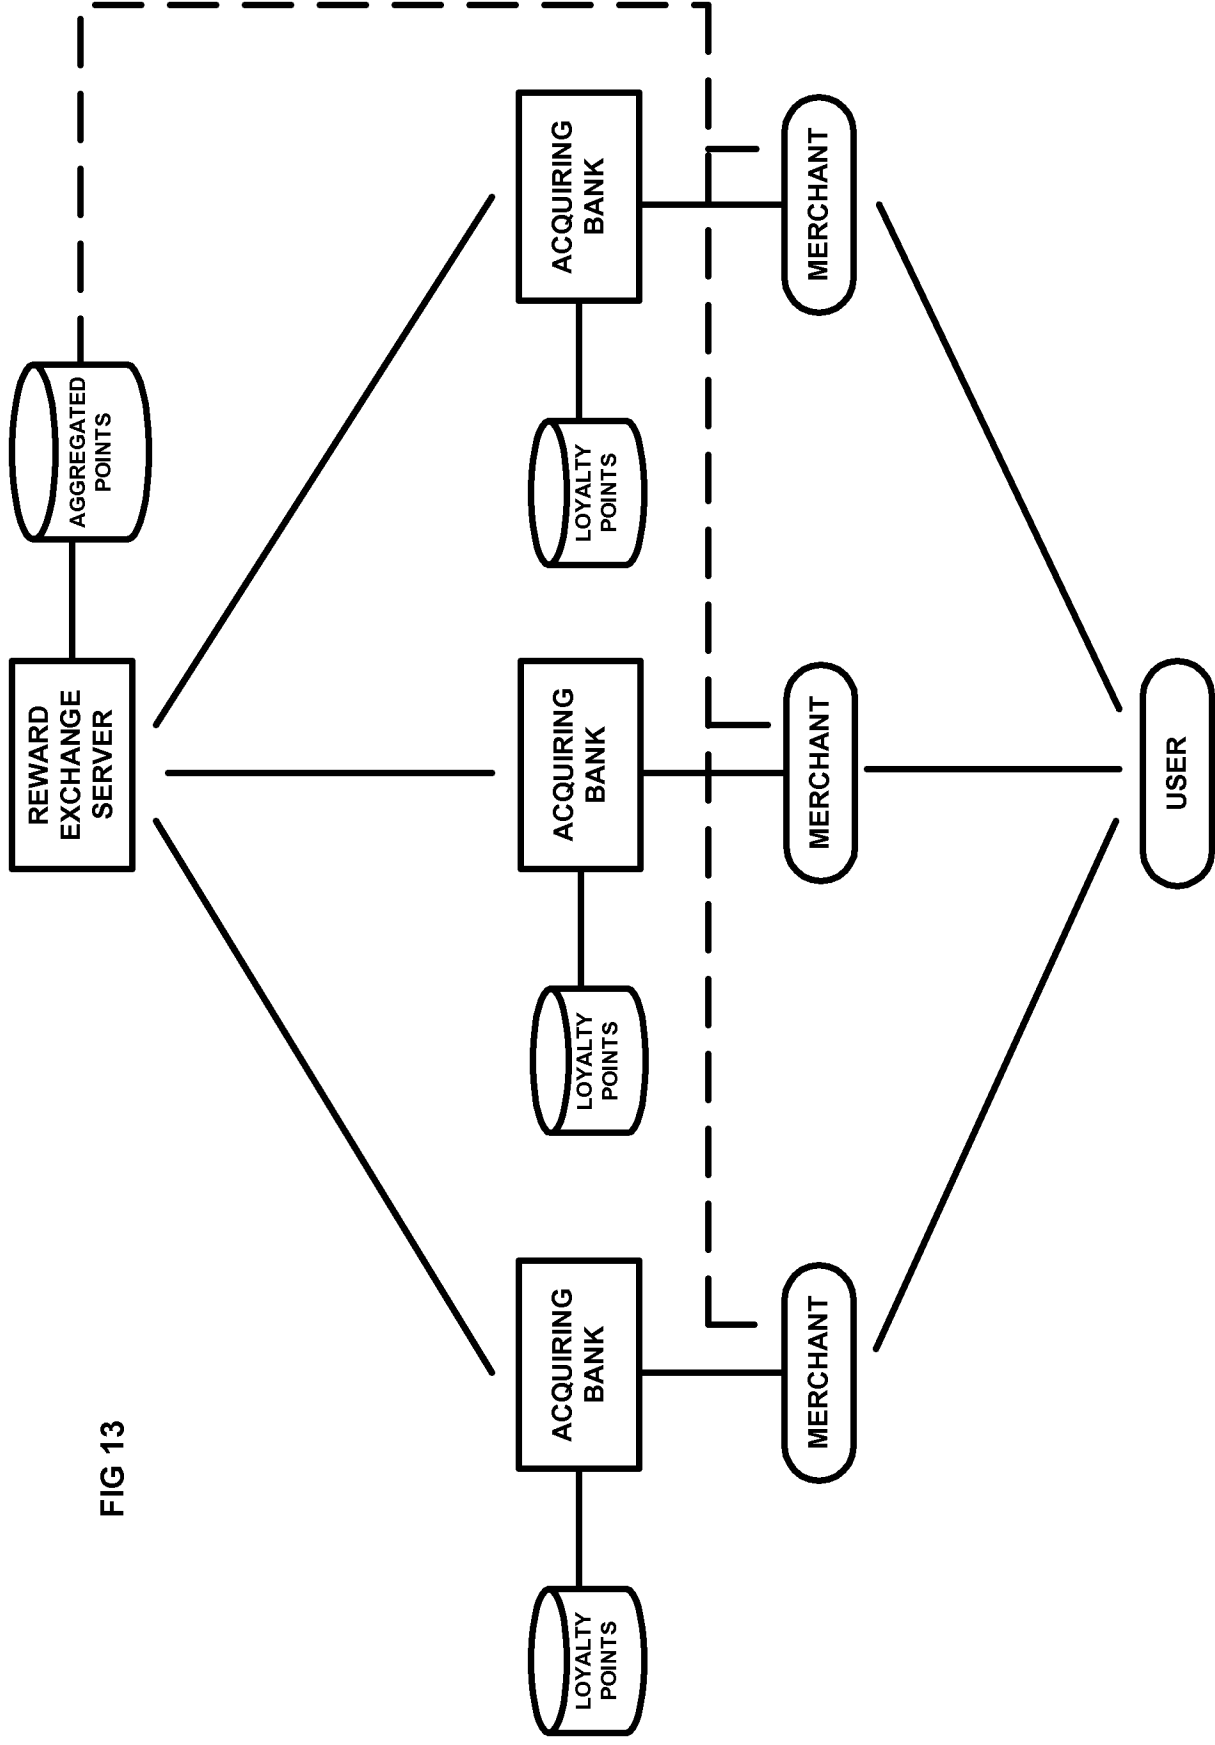 FIG 13
REWARD
EXCHANGE
SERVER
AGGREGATED
POINTS
LOYALTY
POINTS
ACQUIRING
BANK
LOYALTY
POINTS
ACQUIRING
BANK
LOYALTY
POINTS
ACQUIRING
BANK
MERCHANT
MERCHANT
MERCHANT
USER